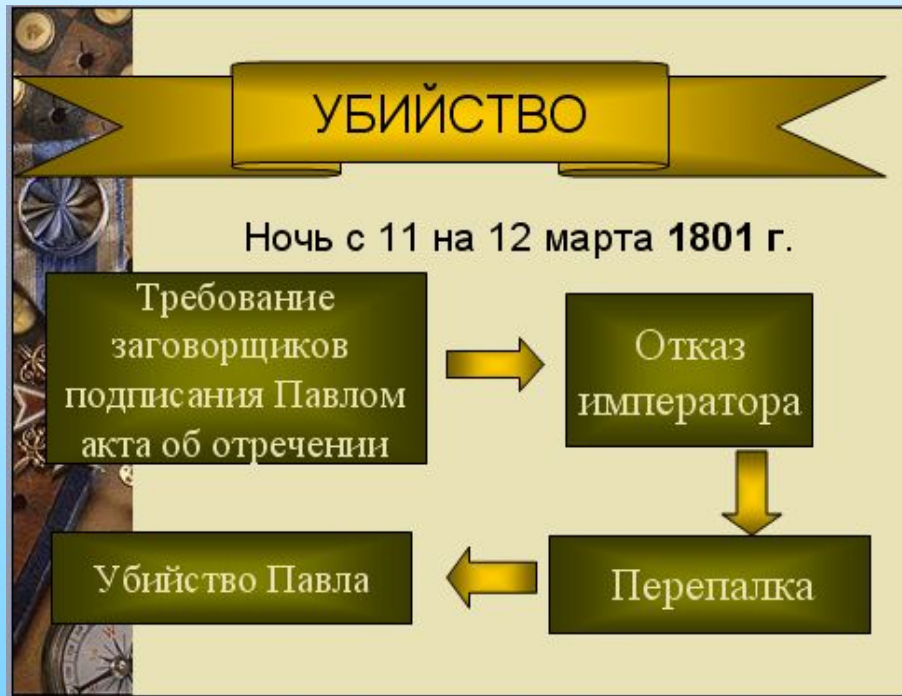 УБИЙСТВО
Ночь с 11 на 12 марта 1801 г.
Требование
заговорщиков
подписания Павлом
акта об отречении
Отказ
императора
Перепалка
Убийство Павла